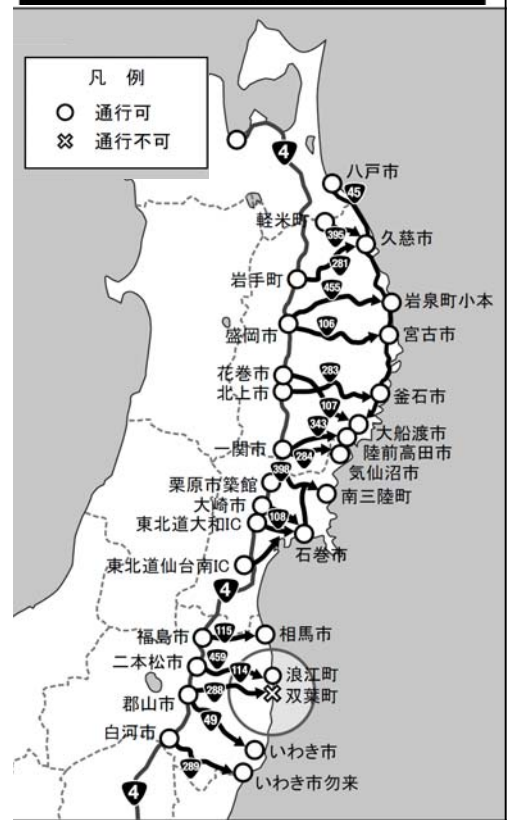 凡 例
通行可
通行不可
4
八戸市
45
軽米町
395
久慈市
281
岩手町
455
岩泉町小本
盛岡市
106
宮古市
花巻市
283
北上市
釜石市
107
343
大船渡市
一関市
284
陸前高田市
398
気仙沼市
栗原市築館
南三陸町
大崎市
108
東北道大和IC
石巻市
東北道仙台南IC
4
福島市
115
相馬市
459
二本松市
114
浪江町
288
双葉町
郡山市
49
白河市
いわき市
289
いわき市勿来
4